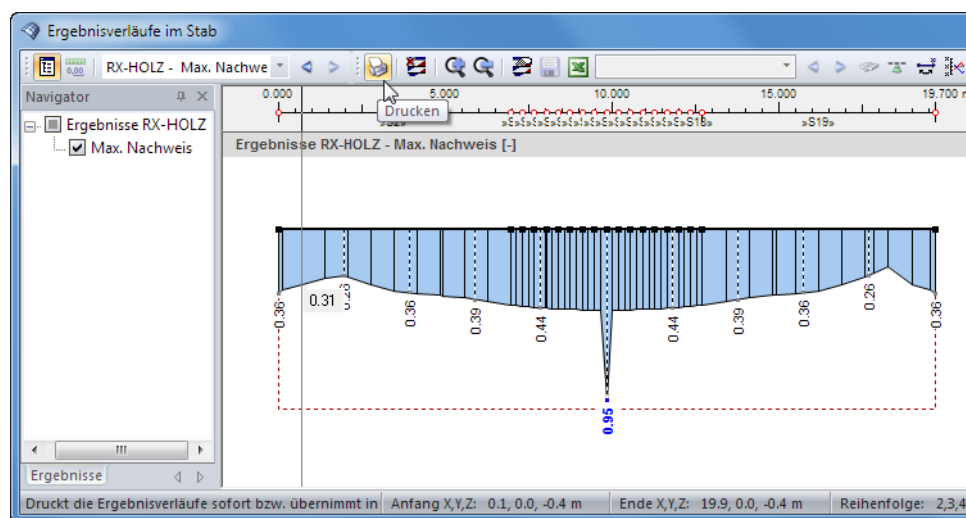 Ergebnisverläufe im Stab
0,00
RX-HOLZ - Max. Nachwe
Navigator
Ergebnisse RX-HOLZ
Max. Nachweis
Ergebnisse
0.000 5.000 10.000 15.000 19.700 m
Drucken
»S19»
Ergebnisse RX-HOLZ - Max. Nachweis [-]
0.36
0.31
0.26
0.36
0.39
0.44
0.95
0.44
0.39
0.36
0.26
0.36
Druckt die Ergebnisverläufe sofort bzw. übernimmt in Anfang X,Y,Z: 0.1, 0.0, -0.4 m Ende X,Y,Z: 19.9, 0.0, -0.4 m Reihenfolge: 2,3,4